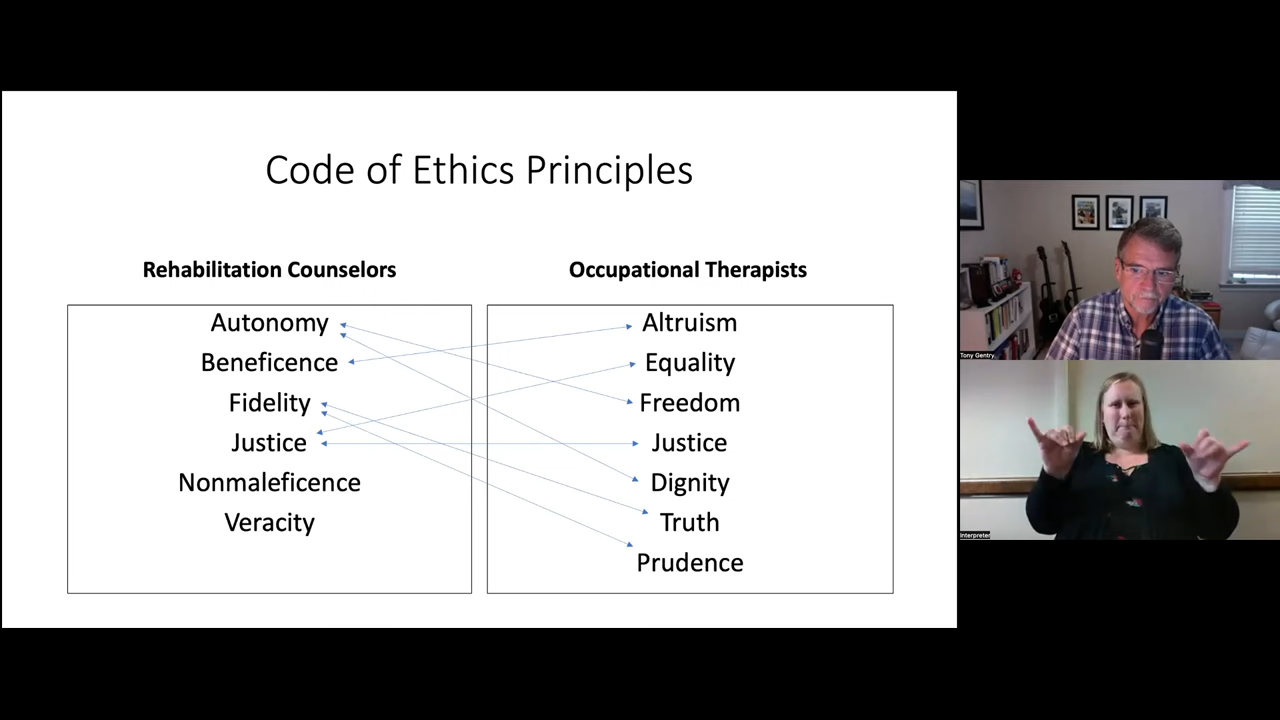 Code of Ethics Principles
Rehabilitation Counselors
Autonomy
Beneficence
Fidelity
Justice
Nonmaleficence
Veracity
Occupational Therapists
Altruism
Equality
Freedom
Justice
Dignity
Truth
Prudence
Tony Gentry
Interpreter